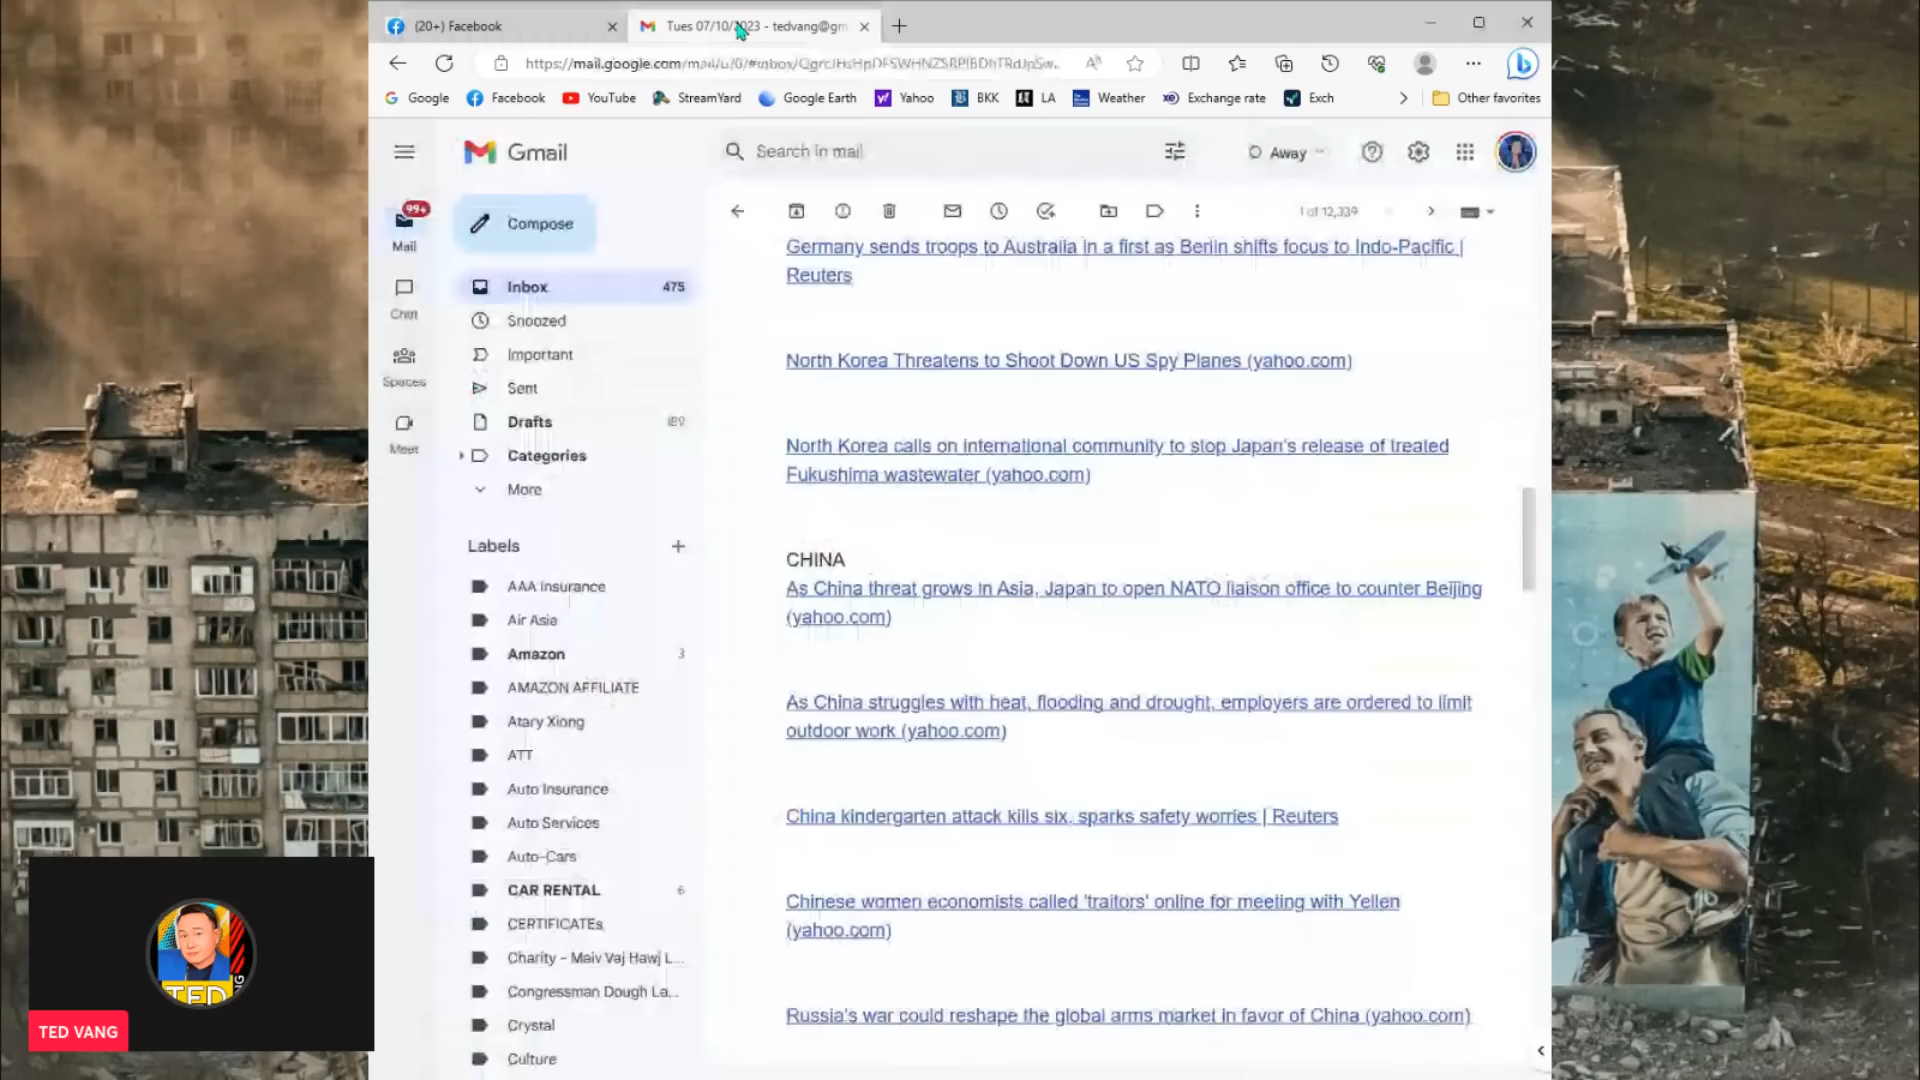 (20+) Facebook
Tues 07/10/2023 - tedvang@gm
https://mail.google.com/mail/u/0/#inbox/
Google
Facebook
YouTube
StreamYard
Google Earth
Yahoo
BKK
LA
Weather
Exchange rate
Exch
Other favorites
Gmail
Search in mail
Away
99+
Mail
Chat
Spaces
Meet
Compose
Inbox 475
Snoozed
Important
Sent
Drafts 189
Categories
More
Labels
AAA Insurance
Air Asia
Amazon 3
AMAZON AFFILIATE
Atary Xiong
ATT
Auto Insurance
Auto Services
Auto-Cars
CAR RENTAL 6
CERTIFICATEs
Charity - Maiv Vaj Hawj L...
Congressman Dough La...
Crystal
Culture
1 of 12,339
Germany sends troops to Australia in a first as Berlin shifts focus to Indo-Pacific |
Reuters
North Korea Threatens to Shoot Down US Spy Planes (yahoo.com)
North Korea calls on international community to stop Japan's release of treated
Fukushima wastewater (yahoo.com)
CHINA
As China threat grows in Asia, Japan to open NATO liaison office to counter Beijing
(yahoo.com)
As China struggles with heat, flooding and drought, employers are ordered to limit
outdoor work (yahoo.com)
China kindergarten attack kills six, sparks safety worries | Reuters
Chinese women economists called 'traitors' online for meeting with Yellen
(yahoo.com)
Russia's war could reshape the global arms market in favor of China (yahoo.com)
TED
TED VANG